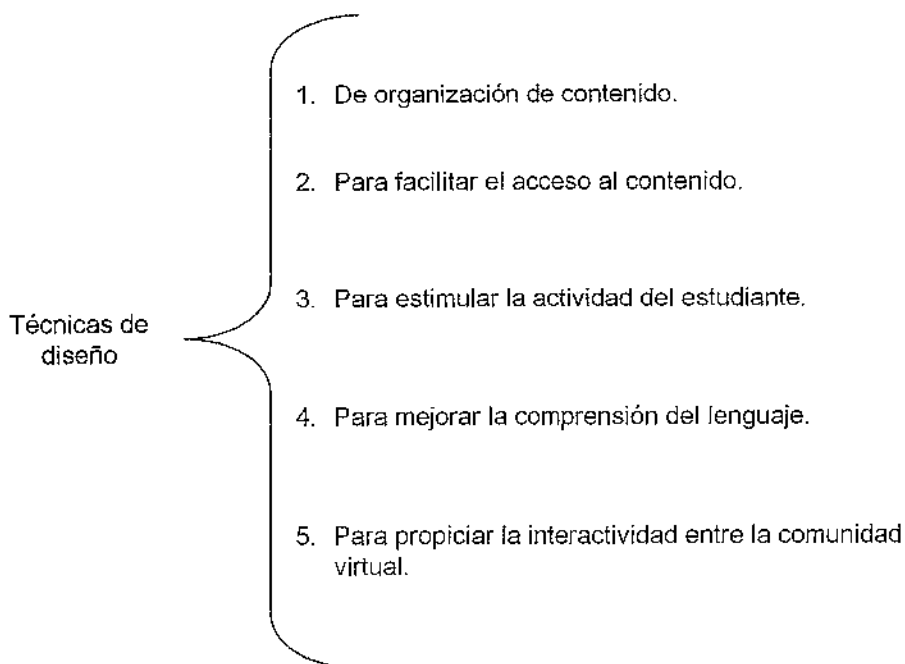 Técnicas de
diseño
1. De organización de contenido.
2. Para facilitar el acceso al contenido.
3. Para estimular la actividad del estudiante.
4. Para mejorar la comprensión del lenguaje.
5. Para propiciar la interactividad entre la comunidad
virtual.